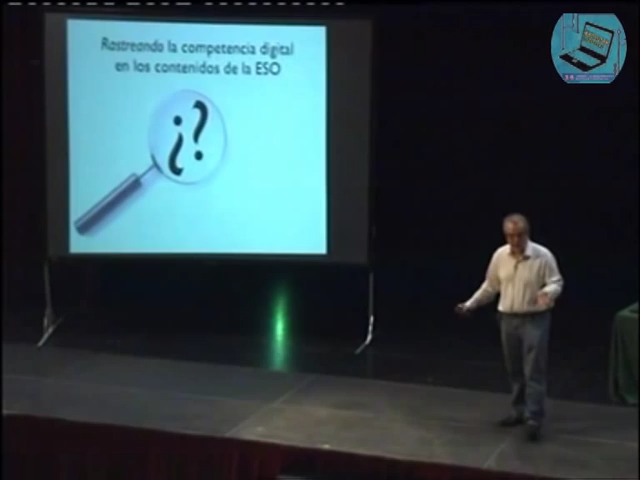 Rastreando la competencia digital
en los contenidos de la ESO
¿?